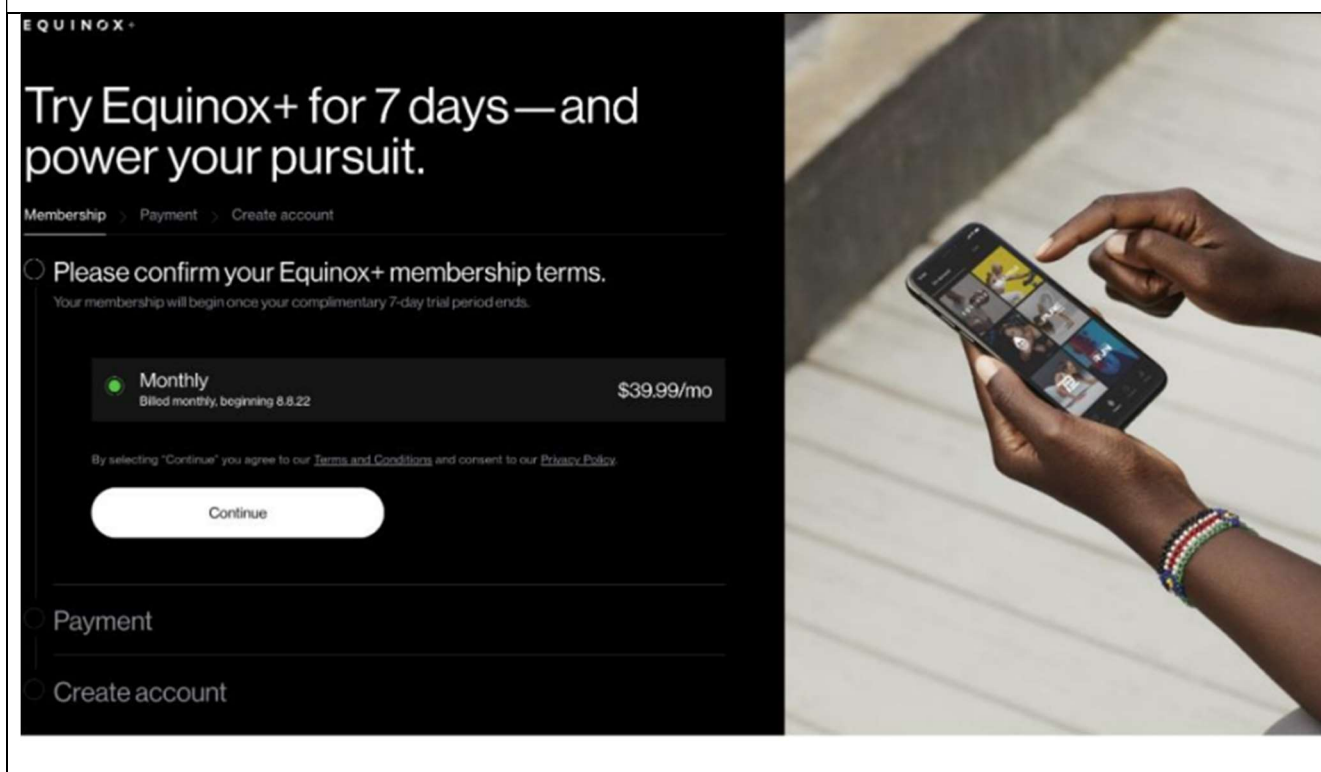 EQUINOX+
Try Equinox+ for 7 days—and
power your pursuit.
Membership > Payment > Create account
Please confirm your Equinox+ membership terms.
Your membership will begin once your complimentary 7-day trial period ends.
Monthly
$39.99/mo
Billed monthly, beginning 8.8.22
By selecting "Continue" you agree to our Terms and Conditions and consent to our Privacy Policy.
Continue
Payment
Create account
RUN